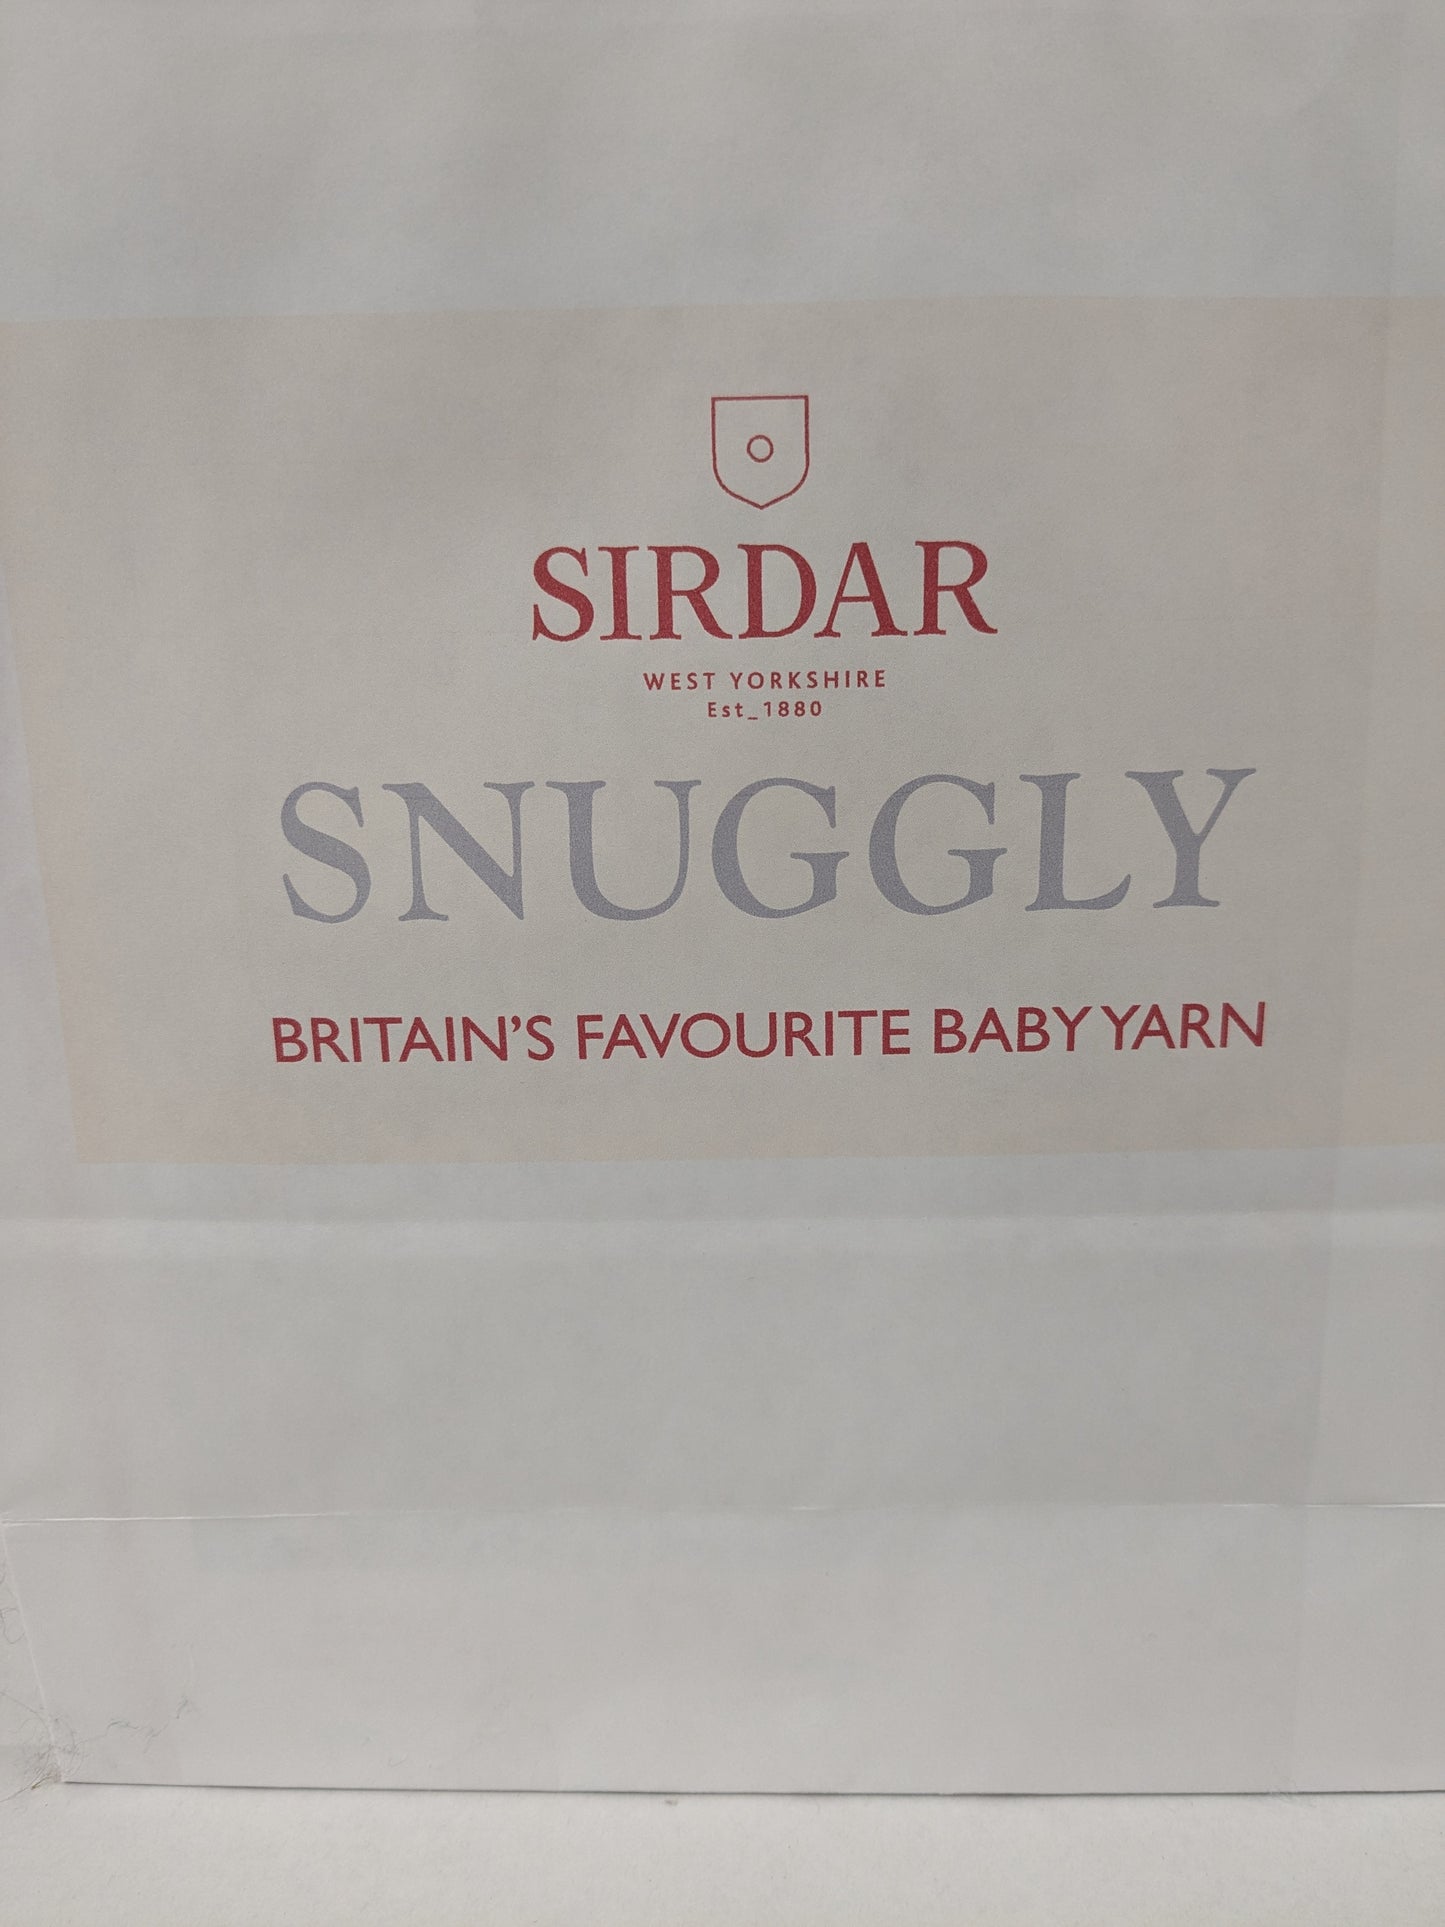 SIRDAR
WEST YORKSHIRE
Est_1880
SNUGGLY
BRITAIN'S FAVOURITE BABY YARN